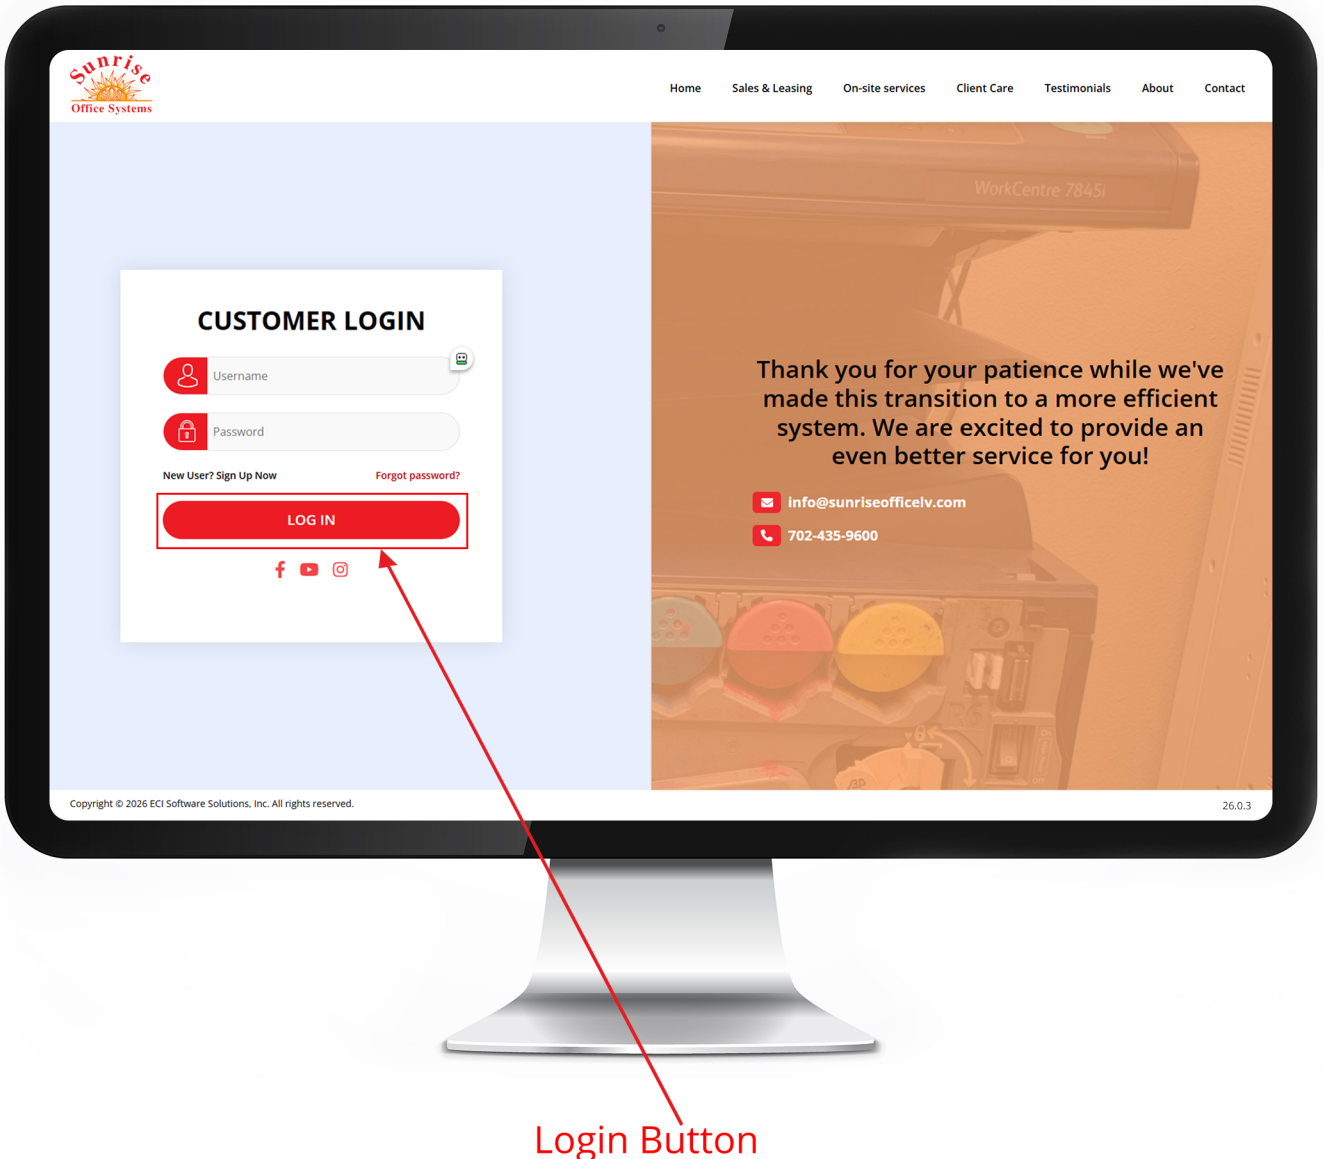 Sunrise
Office Systems
Home Sales & Leasing On-site services Client Care Testimonials About Contact
WorkCentre 7845i
CUSTOMER LOGIN
Username
Password
New User? Sign Up Now Forgot password?
LOG IN
Thank you for your patience while we've
made this transition to a more efficient
system. We are excited to provide an
even better service for you!
info@sunriseofficelv.com
702-435-9600
Copyright © 2026 ECI Software Solutions, Inc. All rights reserved.
26.0.3
Login Button